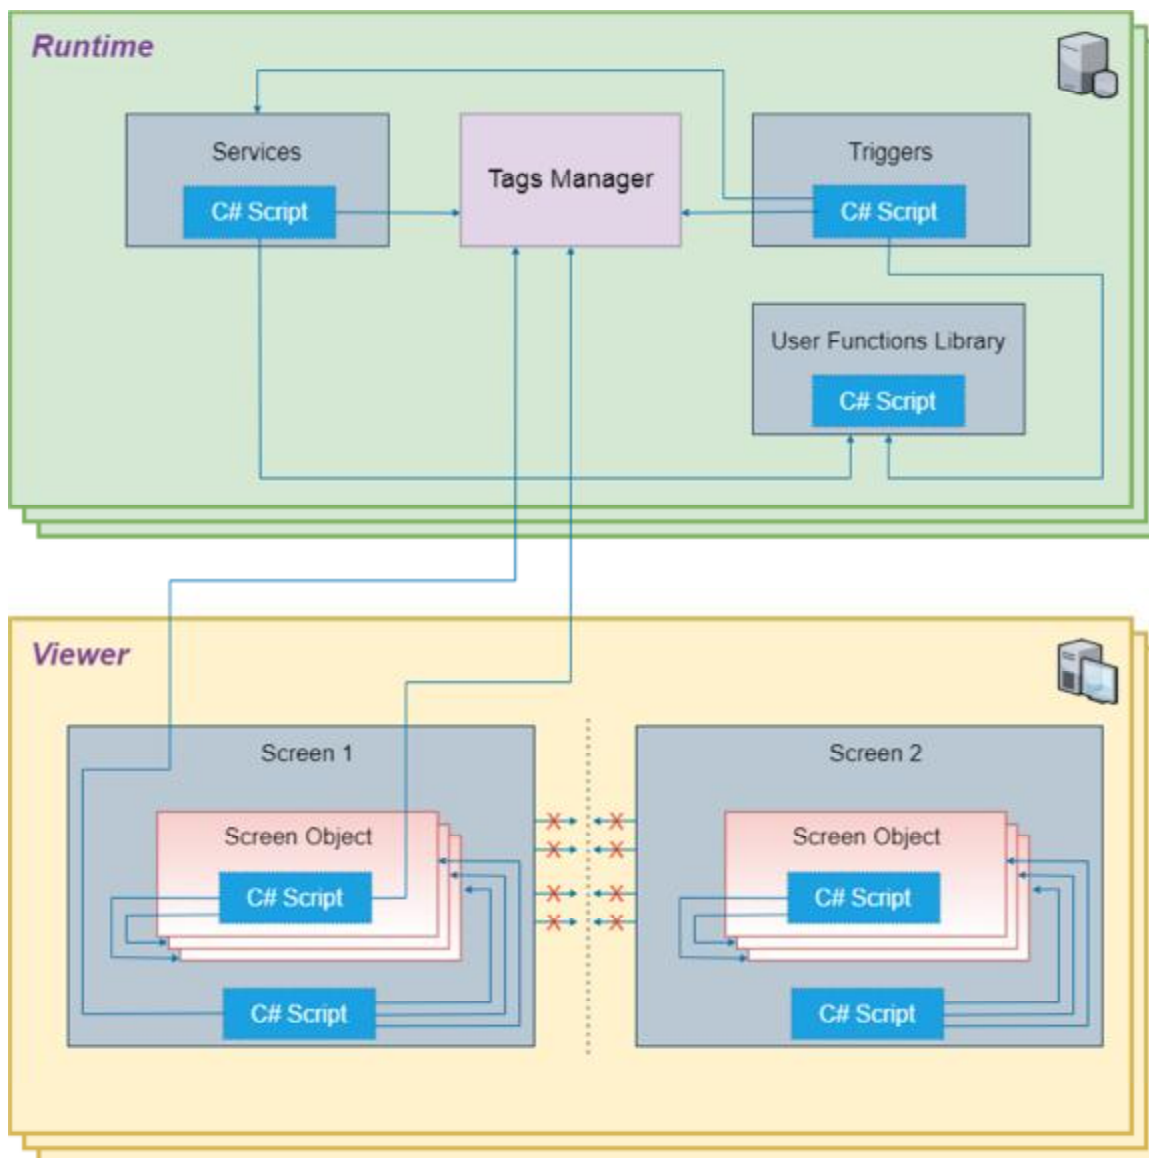 Runtime
Services
C# Script
Tags Manager
Triggers
C# Script
User Functions Library
C# Script
Viewer
Screen 1
Screen Object
C# Script
C# Script
Screen 2
Screen Object
C# Script
C# Script